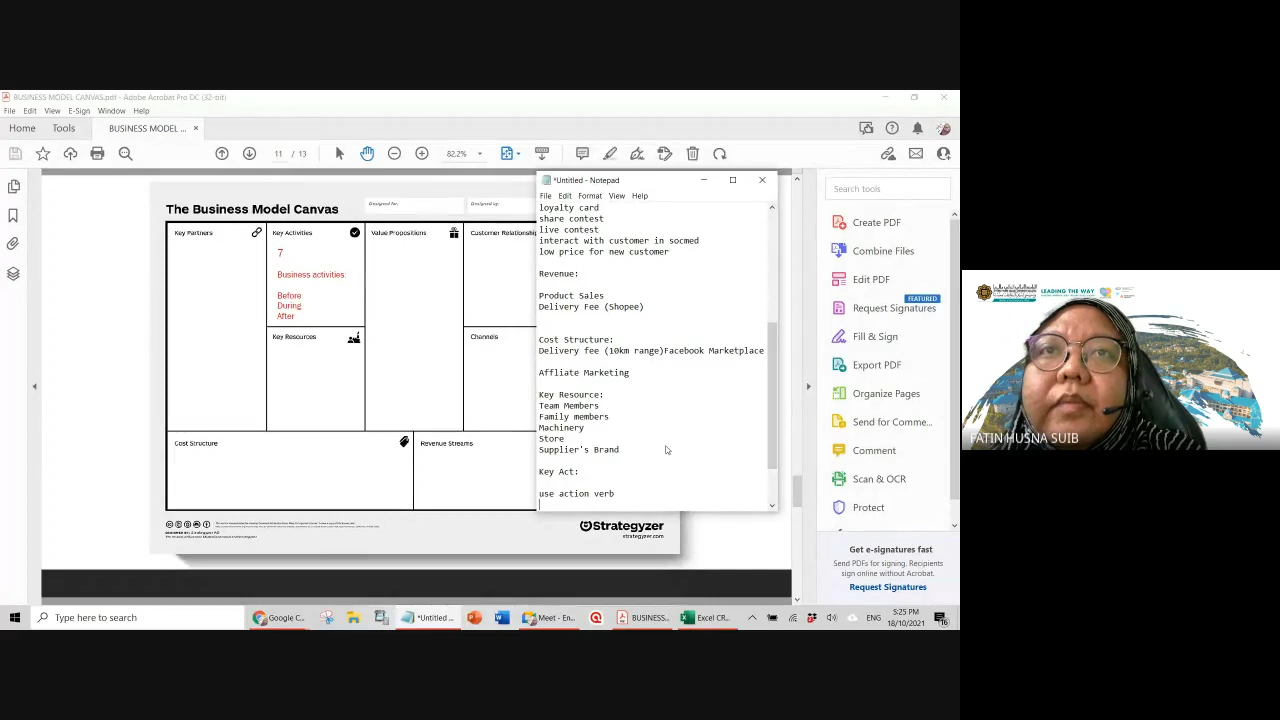 BUSINESS MODEL CANVAS.pdf - Adobe Acrobat Pro DC (32-bit)
File Edit View E-Sign Window Help
Home Tools BUSINESS MODEL ... ×
11 / 13 82.2%
Search tools
Create PDF
Combine Files
Edit PDF
FEATURED
Request Signatures
Fill & Sign
Export PDF
Organize Pages
Send for Comme...
Comment
Scan & OCR
Protect
Get e-signatures fast
Send PDFs for signing. Recipients
sign online without Acrobat.
Request Signatures
The Business Model Canvas
Designed for:
Designed by:
Key Partners
Key Activities
7
Business activities:
Before
During
After
Value Propositions
Customer Relationship
Key Resources
Channels
Cost Structure
Revenue Streams
Strategyzer
strategyzer.com
*Untitled - Notepad
File Edit Format View Help
loyalty card
share contest
live contest
interact with customer in socmed
low price for new customer
Revenue:
Product Sales
Delivery fee (Shopee)
Cost Structure:
Delivery fee (10km range)Facebook Marketplace
Affliate Marketing
Key Resource:
Team Members
Family members
Machinery
Store
Supplier's Brand
Key Act:
use action verb
LEADING THE WAY
FATIN HUSNA SUIB
Type here to search
Google C...
*Untitled ...
Meet - En...
BUSINESS...
Excel CR...
ENG
5:25 PM
18/10/2021
16